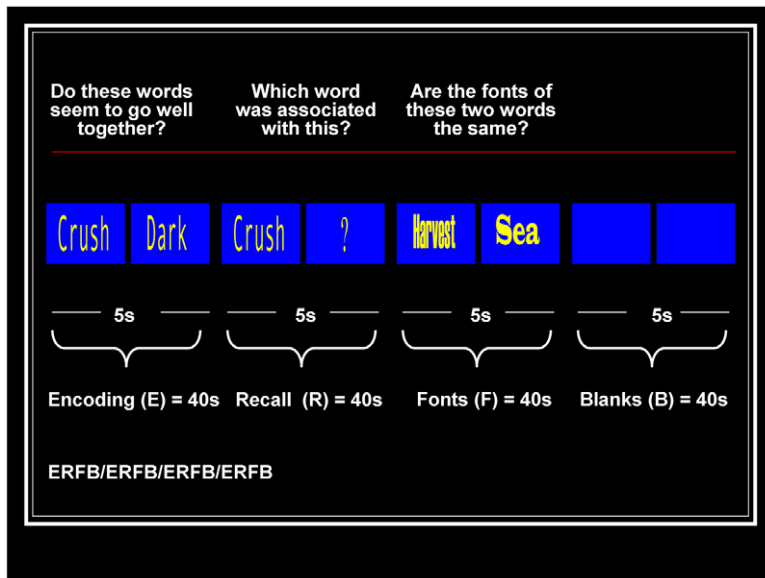 Do these words
seem to go well
together?
Which word
was associated
with this?
Are the fonts of
these two words
the same?
Crush Dark Crush ? Harvest Sea
5s 5s 5s 5s
Encoding (E) = 40s Recall (R) = 40s Fonts (F) = 40s Blanks (B) = 40s
ERFB/ERFB/ERFB/ERFB